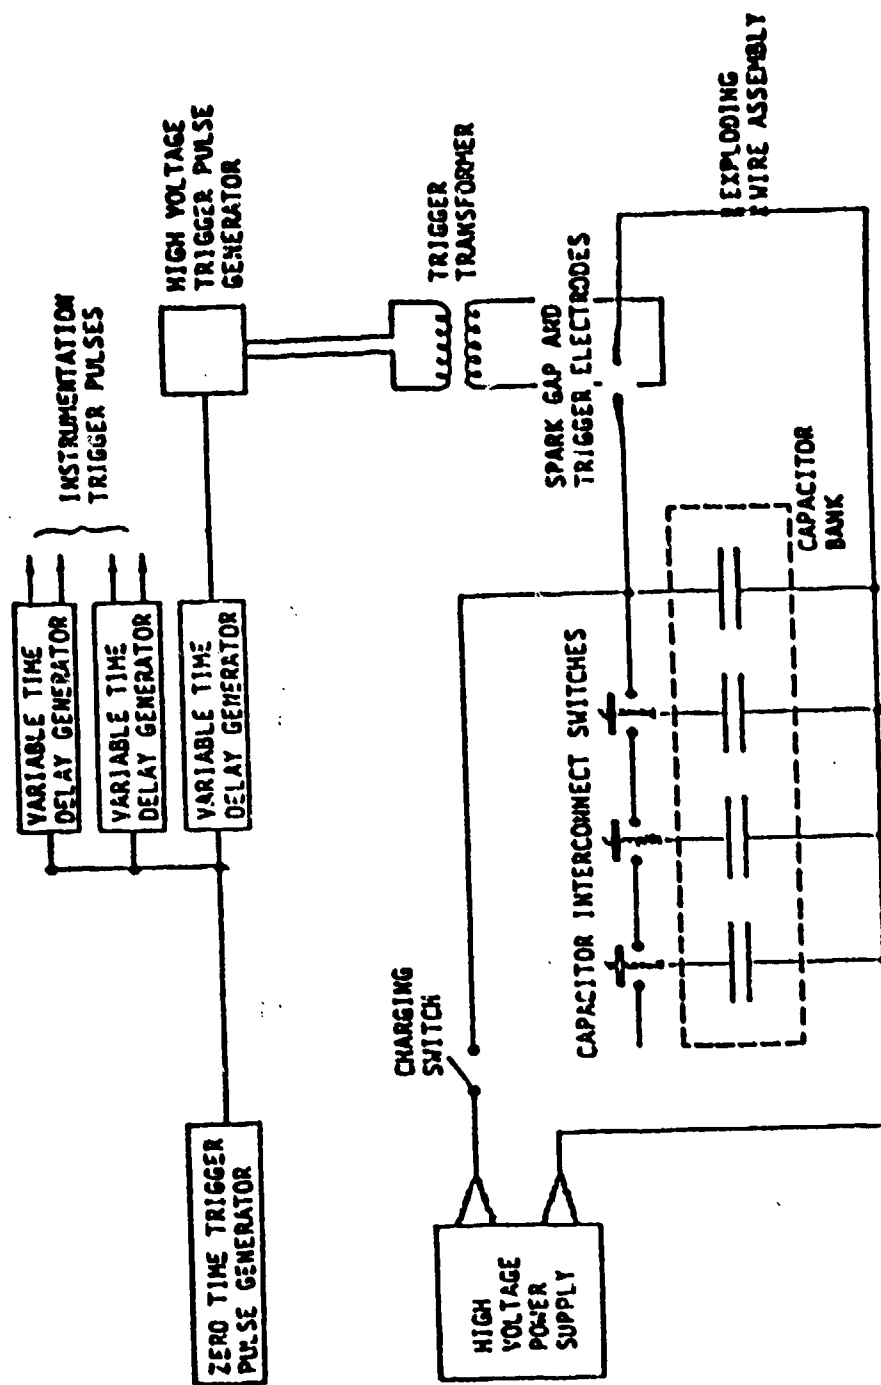 ZERO TIME TRIGGER
PULSE GENERATOR
VARIABLE TIME
DELAY GENERATOR
VARIABLE TIME
DELAY GENERATOR
VARIABLE TIME
DELAY GENERATOR
INSTRUMENTATION
TRIGGER PULSES
HIGH VOLTAGE
TRIGGER PULSE
GENERATOR
TRIGGER
TRANSFORMER
CHARGING
SWITCH
HIGH
VOLTAGE
POWER
SUPPLY
CAPACITOR INTERCONNECT SWITCHES
SPARK GAP AND
TRIGGER ELECTRODES
CAPACITOR
BANK
EXPLODING
WIRE ASSEMBLY